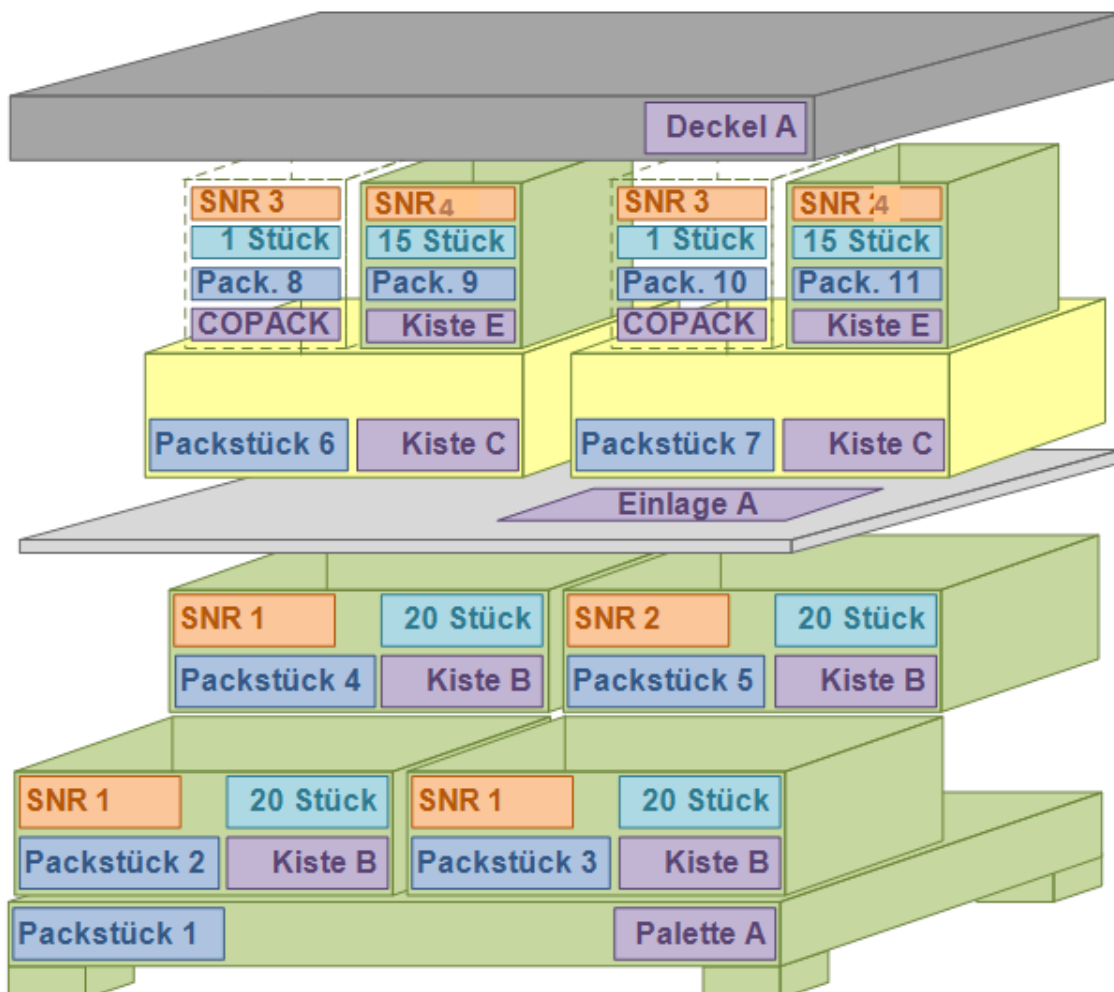 Deckel A
SNR 3 SNR 4 SNR 3 SNR 4
1 Stück 15 Stück 1 Stück 15 Stück
Pack. 8 Pack. 9 Pack. 10 Pack. 11
COPACK Kiste E COPACK Kiste E
Packstück 6 Kiste C Packstück 7 Kiste C
Einlage A
SNR 1 20 Stück SNR 2 20 Stück
Packstück 4 Kiste B Packstück 5 Kiste B
SNR 1 20 Stück SNR 1 20 Stück
Packstück 2 Kiste B Packstück 3 Kiste B
Packstück 1 Palette A